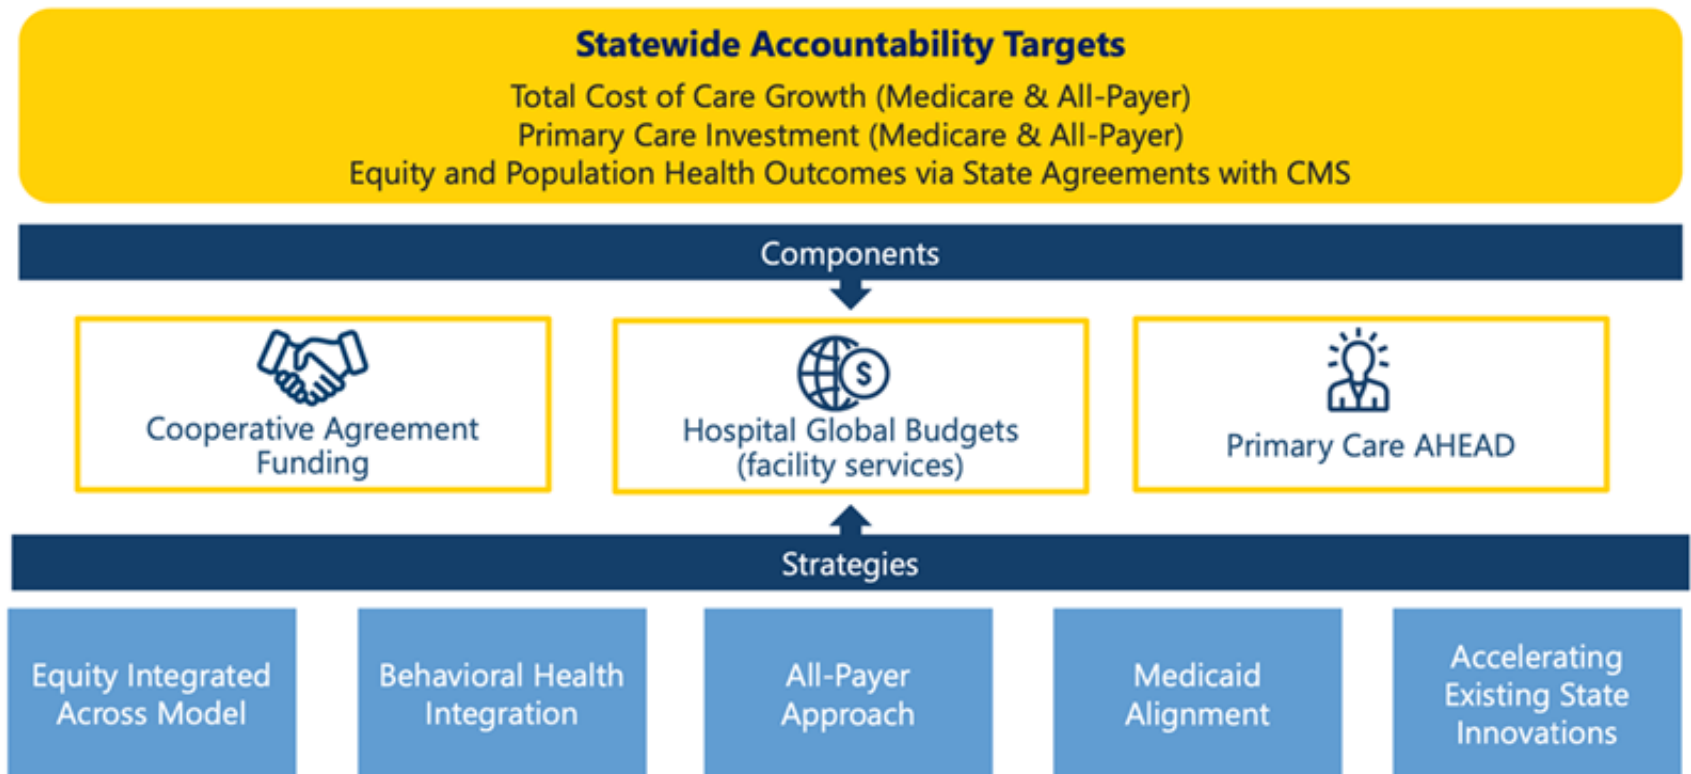 Statewide Accountability Targets
Total Cost of Care Growth (Medicare & All-Payer)
Primary Care Investment (Medicare & All-Payer)
Equity and Population Health Outcomes via State Agreements with CMS
Components
Cooperative Agreement
Funding
$
Hospital Global Budgets
(facility services)
Primary Care AHEAD
Strategies
Equity Integrated
Across Model
Behavioral Health
Integration
All-Payer
Approach
Medicaid
Alignment
Accelerating
Existing State
Innovations